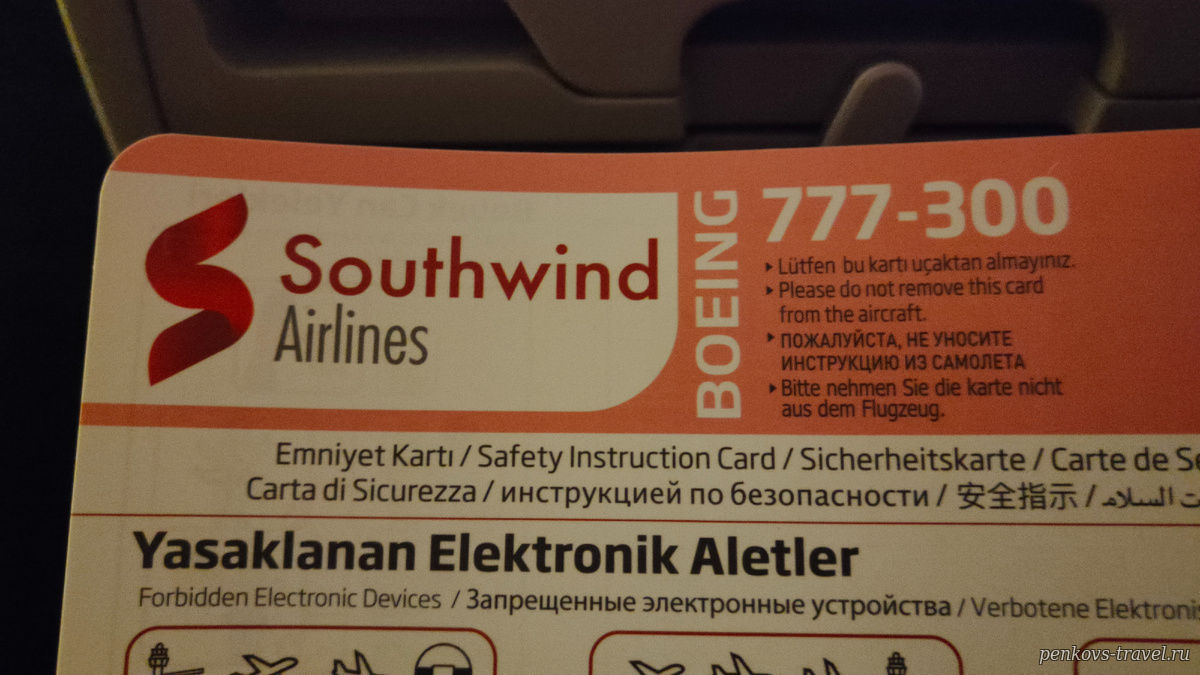 Southwind
Airlines
BOEING
777-300
Lütfen bu kartı uçaktan almayınız.
Please do not remove this card
from the aircraft.
ПОЖАЛУЙСТА, НЕ УНОСИТЕ
ИНСТРУКЦИЮ ИЗ САМОЛЕТА
Bitte nehmen Sie die karte nicht
aus dem Flugzeug.
Emniyet Kartı / Safety Instruction Card / Sicherheitskarte / Carte de
Carta di Sicurezza / инструкцией по безопасности / 安全指示 /
Yasaklanan Elektronik Aletler
Forbidden Electronic Devices / Запрещенные электронные устройства / Verbotene
penkovs-travel.ru